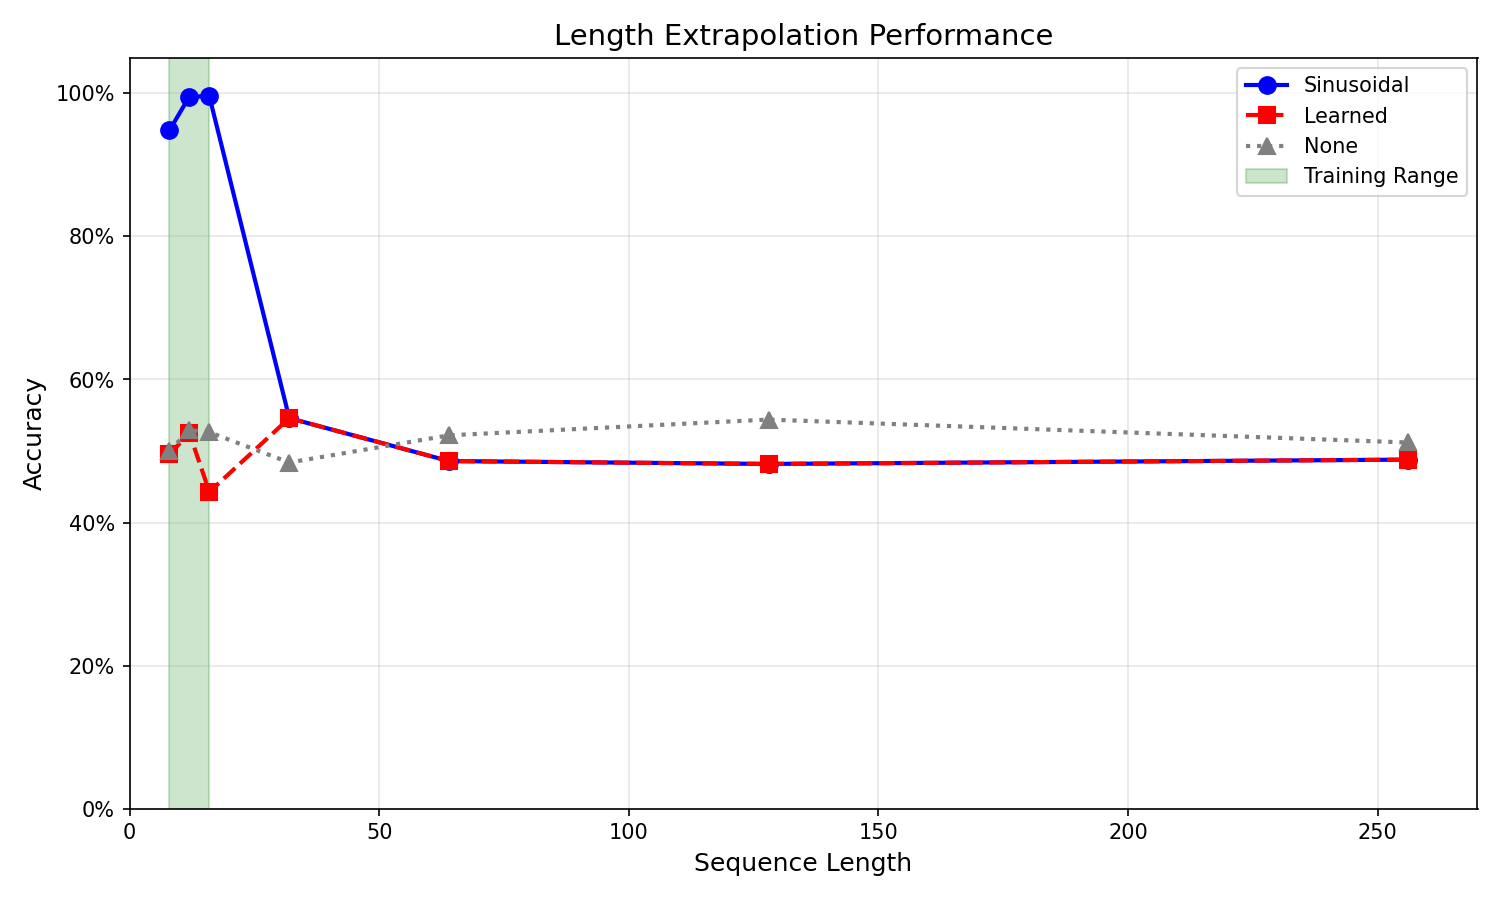 Length Extrapolation Performance
Sinusoidal
Learned
None
Training Range
100%
80%
60%
40%
20%
0%
Accuracy
0 50 100 150 200 250
Sequence Length